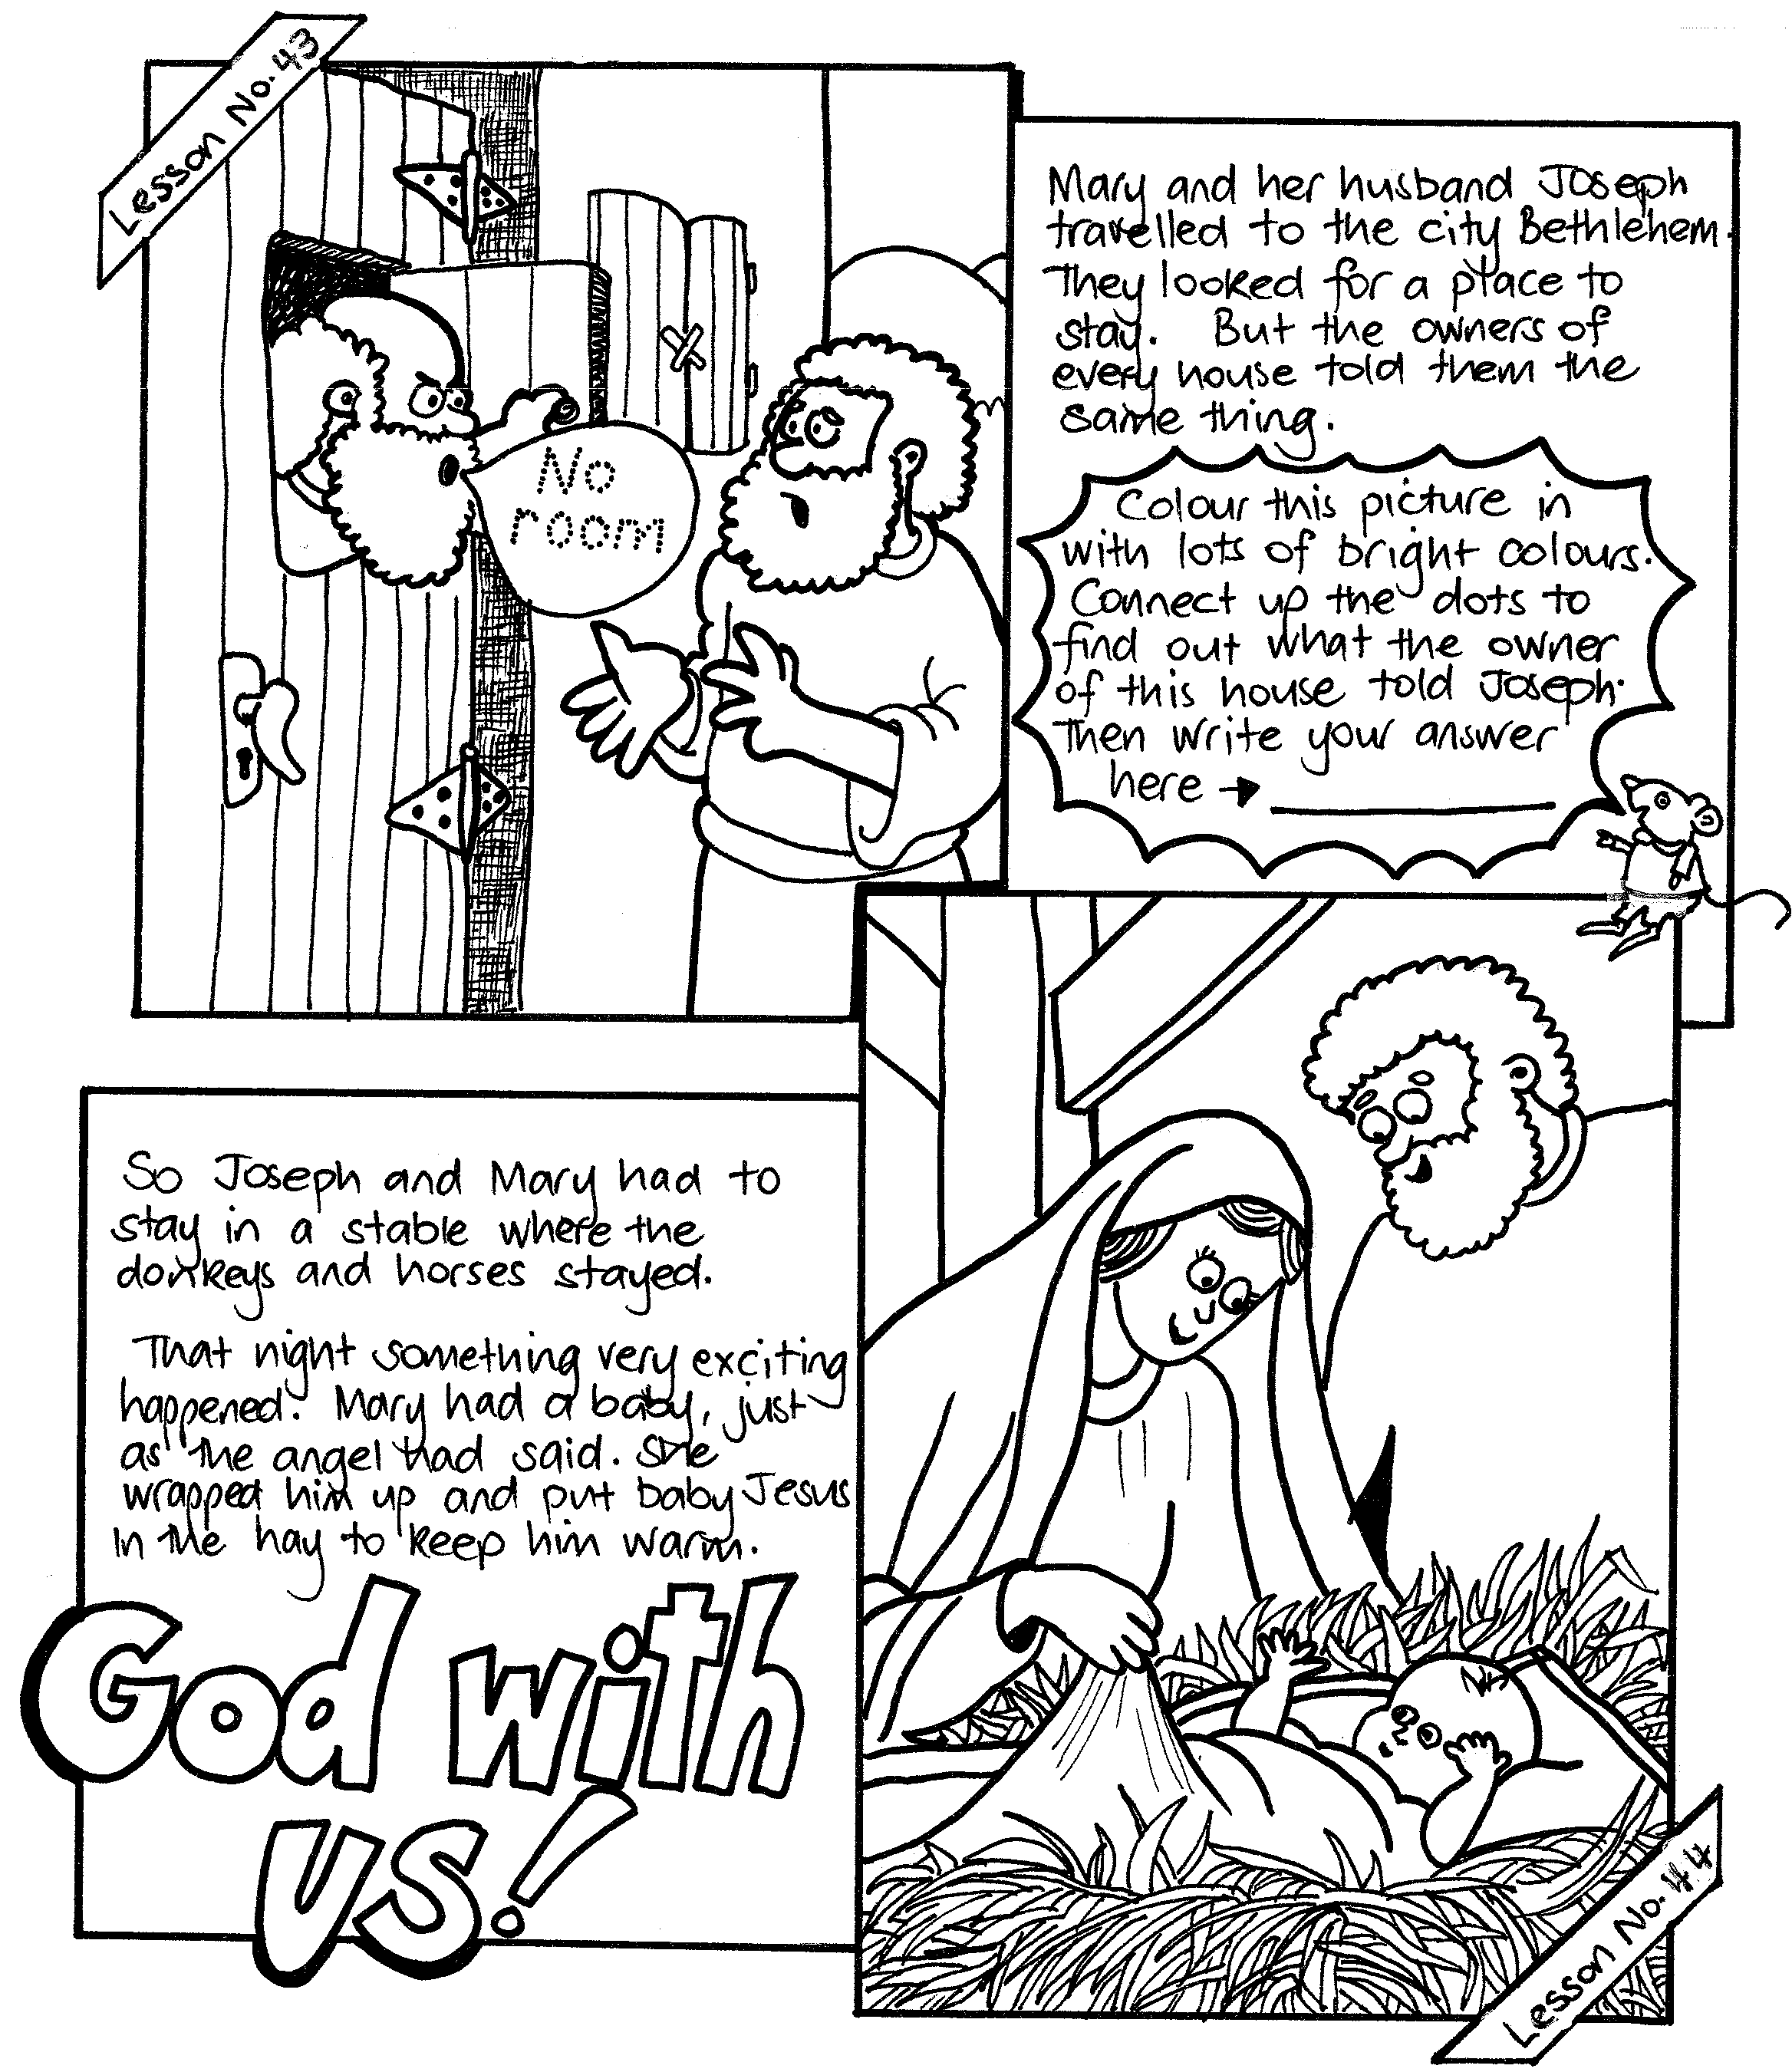 Lesson No. 43
No
room
Mary and her husband Joseph
travelled to the city Bethlehem.
They looked for a place to
stay. But the owners of
every house told them the
same thing.
Colour this picture in
with lots of bright colours.
Connect up the dots to
find out what the owner
of this house told Joseph.
Then write your answer
here →
So Joseph and Mary had to
stay in a stable where the
donkeys and horses stayed.
That night something very exciting
happened. Mary had a baby, just
as the angel had said. She
wrapped him up and put baby Jesus
in the hay to keep him warm.
God with
us!
Lesson No. 44